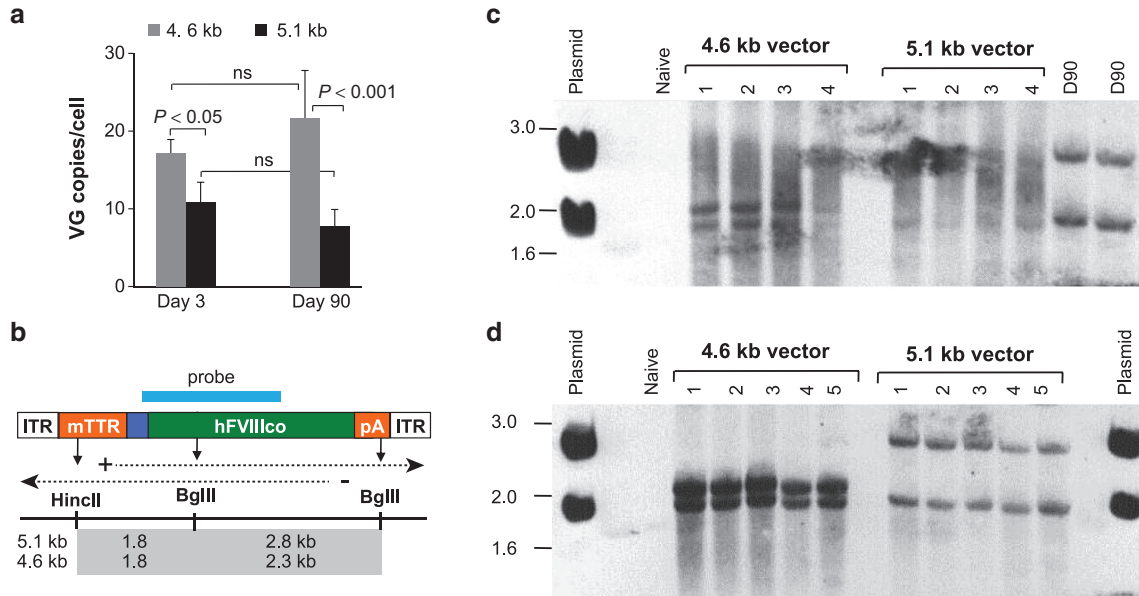 a
4. 6 kb 5.1 kb
30
20
10
0
VG copies/cell
ns
P < 0.001
P < 0.05
ns
Day 3 Day 90
b
probe
ITR mTTR hFVIIIco pA ITR
+
-
HincII BglII BglII
5.1 kb 1.8 2.8 kb
4.6 kb 1.8 2.3 kb
c
Plasmid
Naive
4.6 kb vector
1 2 3 4
5.1 kb vector
1 2 3 4
D90
D90
3.0
2.0
1.6
d
Plasmid
Naive
4.6 kb vector
1 2 3 4 5
5.1 kb vector
1 2 3 4 5
Plasmid
3.0
2.0
1.6